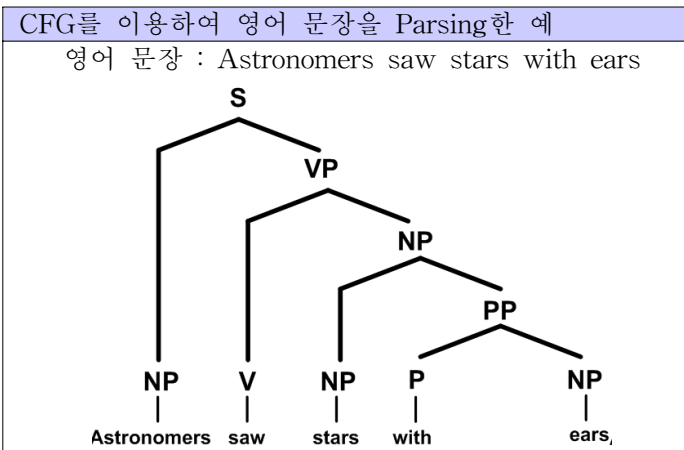 CFG를 이용하여 영어 문장을 Parsing한 예
영어 문장 : Astronomers saw stars with ears
S
VP
NP
PP
NP V NP P NP
Astronomers saw stars with ears